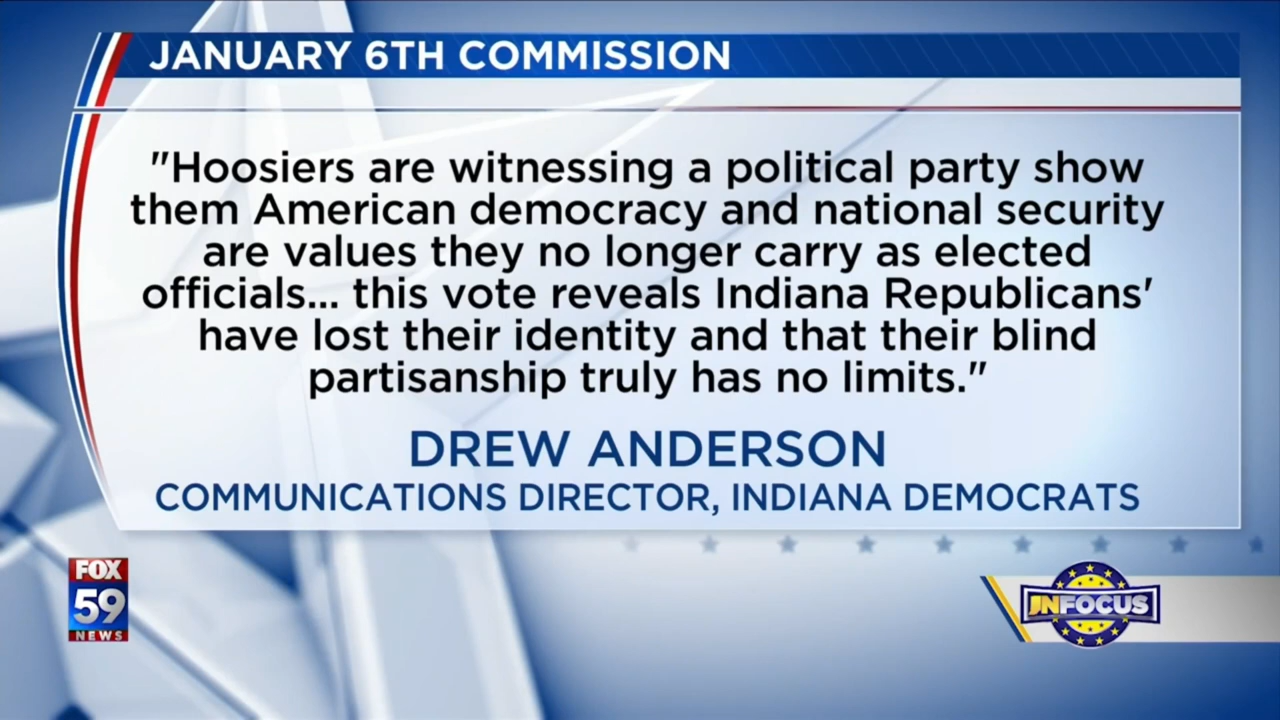 JANUARY 6TH COMMISSION
"Hoosiers are witnessing a political party show
them American democracy and national security
are values they no longer carry as elected
officials... this vote reveals Indiana Republicans'
have lost their identity and that their blind
partisanship truly has no limits."
DREW ANDERSON
COMMUNICATIONS DIRECTOR, INDIANA DEMOCRATS
FOX
59
NEWS
INFOCUS